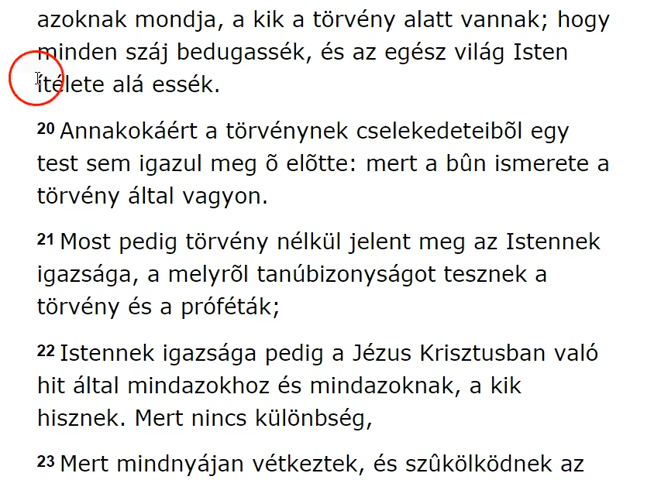 azoknak mondja, a kik a törvény alatt vannak; hogy
minden száj bedugassék, és az egész világ Isten
ítélete alá essék.
20 Annakokáért a törvénynek cselekedeteibõl egy
test sem igazul meg õ elõtte: mert a bûn ismerete a
törvény által vagyon.
21 Most pedig törvény nélkül jelent meg az Istennek
igazsága, a melyrõl tanúbizonyságot tesznek a
törvény és a próféták;
22 Istennek igazsága pedig a Jézus Krisztusban való
hit által mindazokhoz és mindazoknak, a kik
hisznek. Mert nincs különbség,
23 Mert mindnyájan vétkeztek, és szûkölködnek az